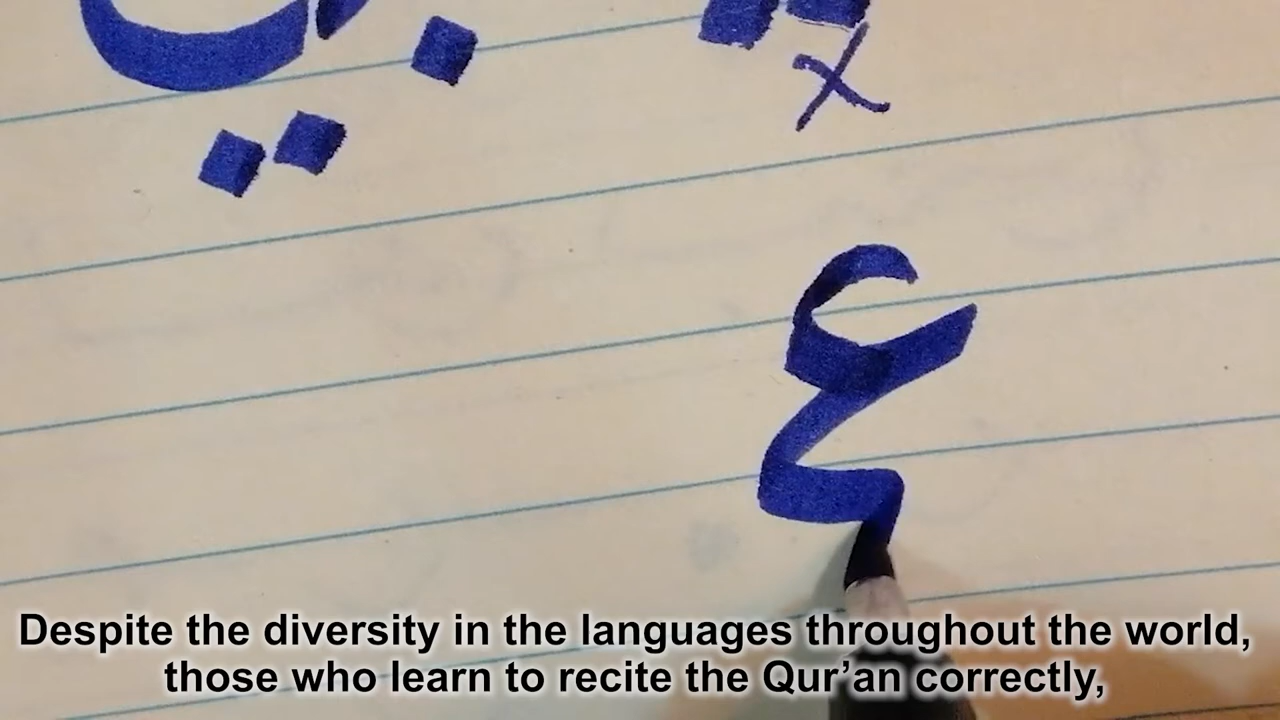 Despite the diversity in the languages throughout the world,
those who learn to recite the Qur’an correctly,